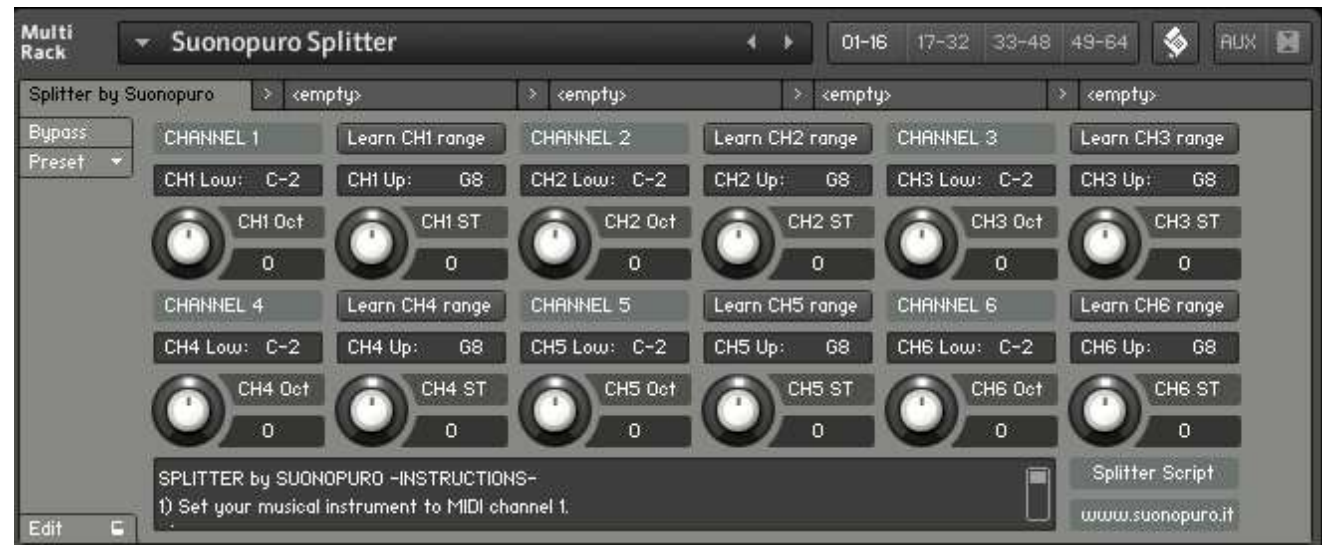 Multi Rack
Suonopuro Splitter
01-16 17-32 33-48 49-64 AUX
Splitter by Suonopuro > <empty> > <empty> > <empty> > <empty>
Bypass
Preset
CHANNEL 1 Learn CH1 range CHANNEL 2 Learn CH2 range CHANNEL 3 Learn CH3 range
CH1 Low: C-2 CH1 Up: G8 CH2 Low: C-2 CH2 Up: G8 CH3 Low: C-2 CH3 Up: G8
CH1 Oct CH1 ST CH2 Oct CH2 ST CH3 Oct CH3 ST
0 0 0 0 0 0
CHANNEL 4 Learn CH4 range CHANNEL 5 Learn CH5 range CHANNEL 6 Learn CH6 range
CH4 Low: C-2 CH4 Up: G8 CH5 Low: C-2 CH5 Up: G8 CH6 Low: C-2 CH6 Up: G8
CH4 Oct CH4 ST CH5 Oct CH5 ST CH6 Oct CH6 ST
0 0 0 0 0 0
SPLITTER by SUONOPURO -INSTRUCTIONS-
1) Set your musical instrument to MIDI channel 1.
Splitter Script
www.suonopuro.it
Edit